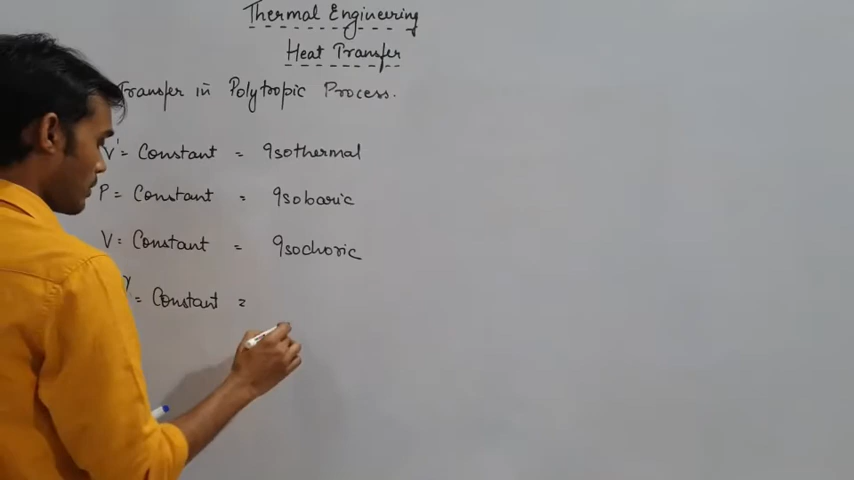 Thermal Engineering
Heat Transfer
Transfer in Polytropic Process.
V' = Constant = Isothermal
P = Constant = Isobaric
V = Constant = Isochoric
γ = Constant =